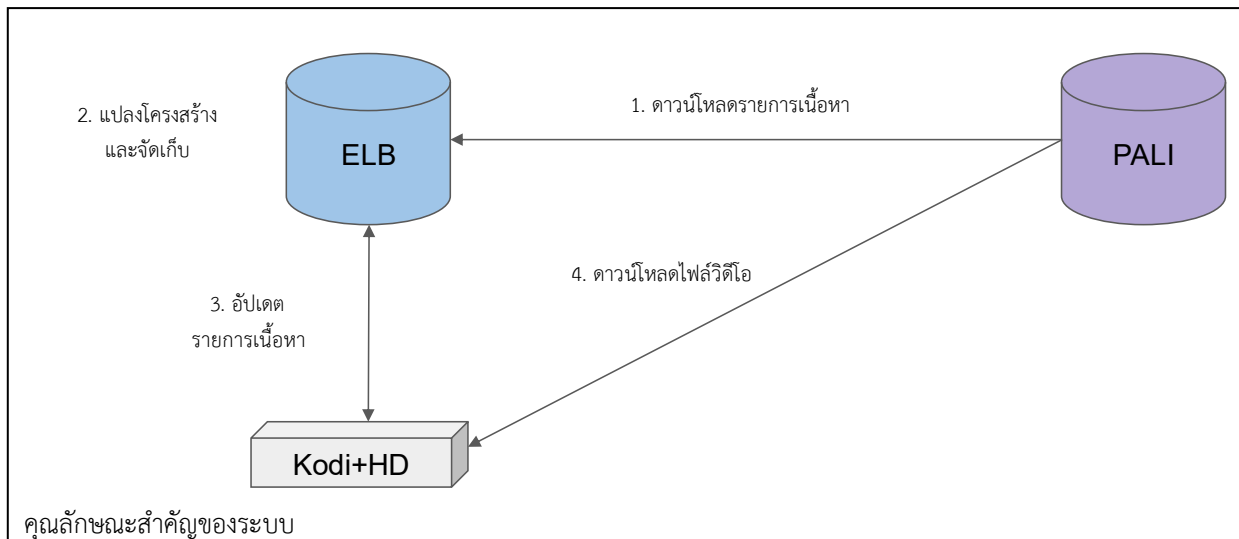 1. ดาวน์โหลดรายการเนื้อหา
2. แปลงโครงสร้าง
และจัดเก็บ
ELB
PALI
4. ดาวน์โหลดไฟล์วิดีโอ
3. อัปเดต
รายการเนื้อหา
Kodi+HD
คุณลักษณะสำคัญของระบบ